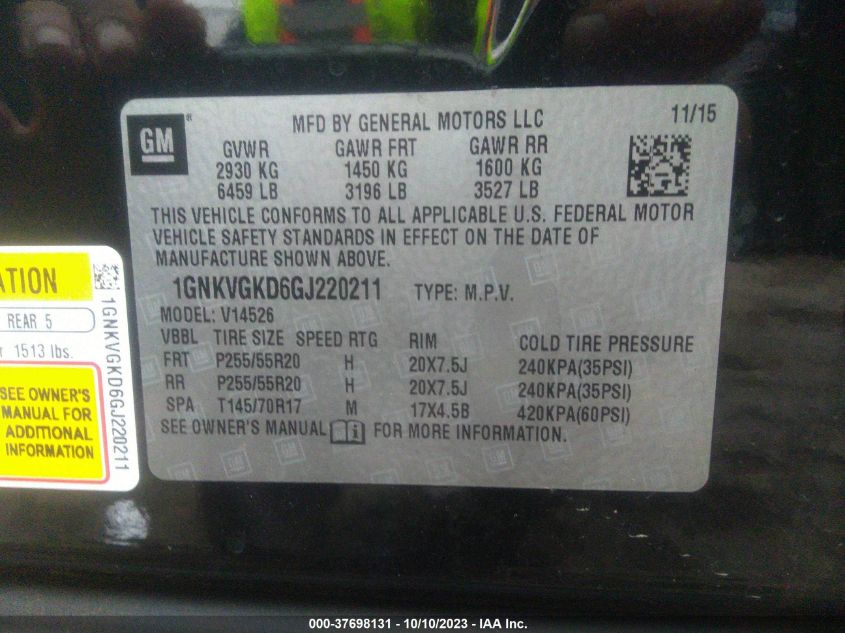 GM ®
MFD BY GENERAL MOTORS LLC 11/15
GVWR GAWR FRT GAWR RR
2930 KG 1450 KG 1600 KG
6459 LB 3196 LB 3527 LB
THIS VEHICLE CONFORMS TO ALL APPLICABLE U.S. FEDERAL MOTOR
VEHICLE SAFETY STANDARDS IN EFFECT ON THE DATE OF
MANUFACTURE SHOWN ABOVE.
1GNKVGKD6GJ220211 TYPE: M.P.V.
MODEL: V14526
VBBL TIRE SIZE SPEED RTG RIM COLD TIRE PRESSURE
FRT P255/55R20 H 20X7.5J 240KPA(35PSI)
RR P255/55R20 H 20X7.5J 240KPA(35PSI)
SPA T145/70R17 M 17X4.5B 420KPA(60PSI)
SEE OWNER'S MANUAL i FOR MORE INFORMATION.
REAR 5
1513 lbs.
SEE OWNER'S
MANUAL FOR
ADDITIONAL
INFORMATION
1GNKVGKD6GJ220211
000-37698131 - 10/10/2023 - IAA Inc.